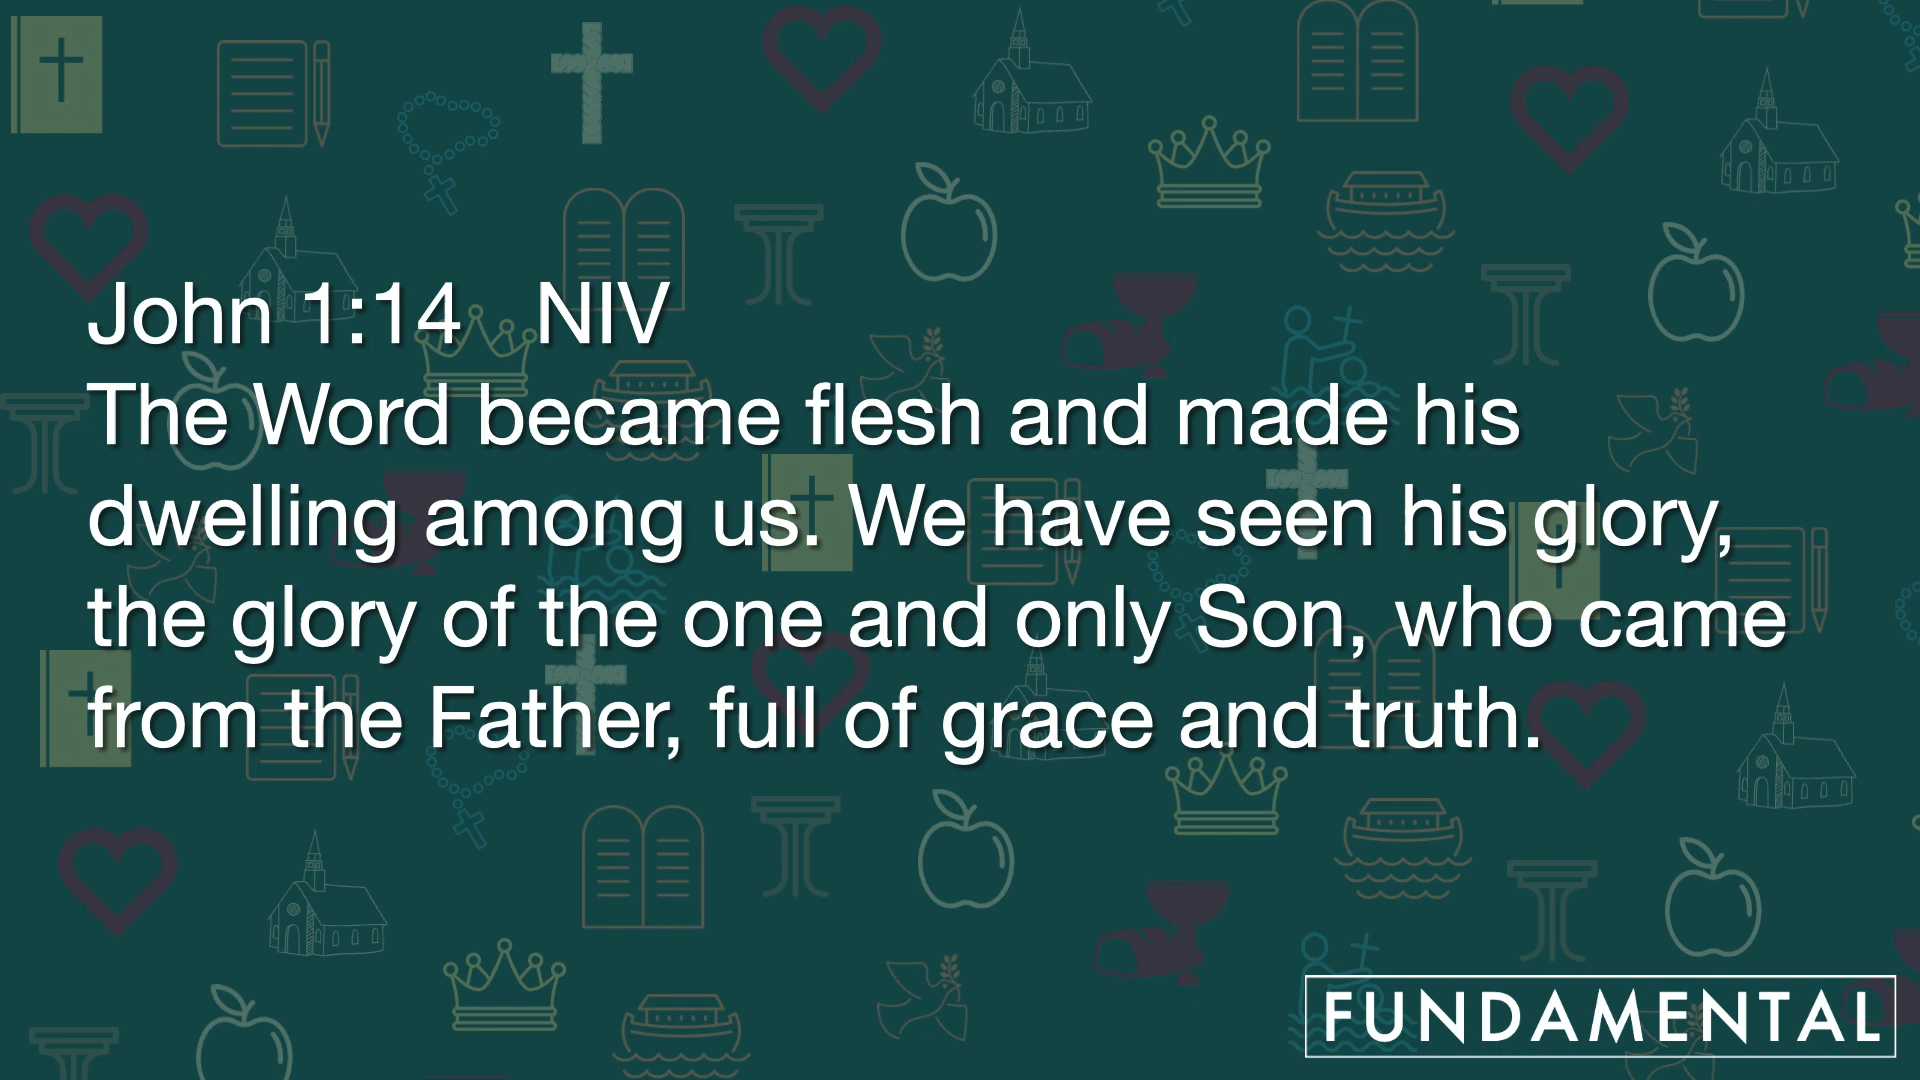 John 1:14   NIV
The Word became flesh and made his
dwelling among us. We have seen his glory,
the glory of the one and only Son, who came
from the Father, full of grace and truth.
FUNDAMENTAL